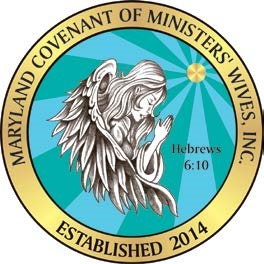 MARYLAND COVENANT OF MINISTERS' WIVES, INC.
Hebrews
6:10
ESTABLISHED 2014